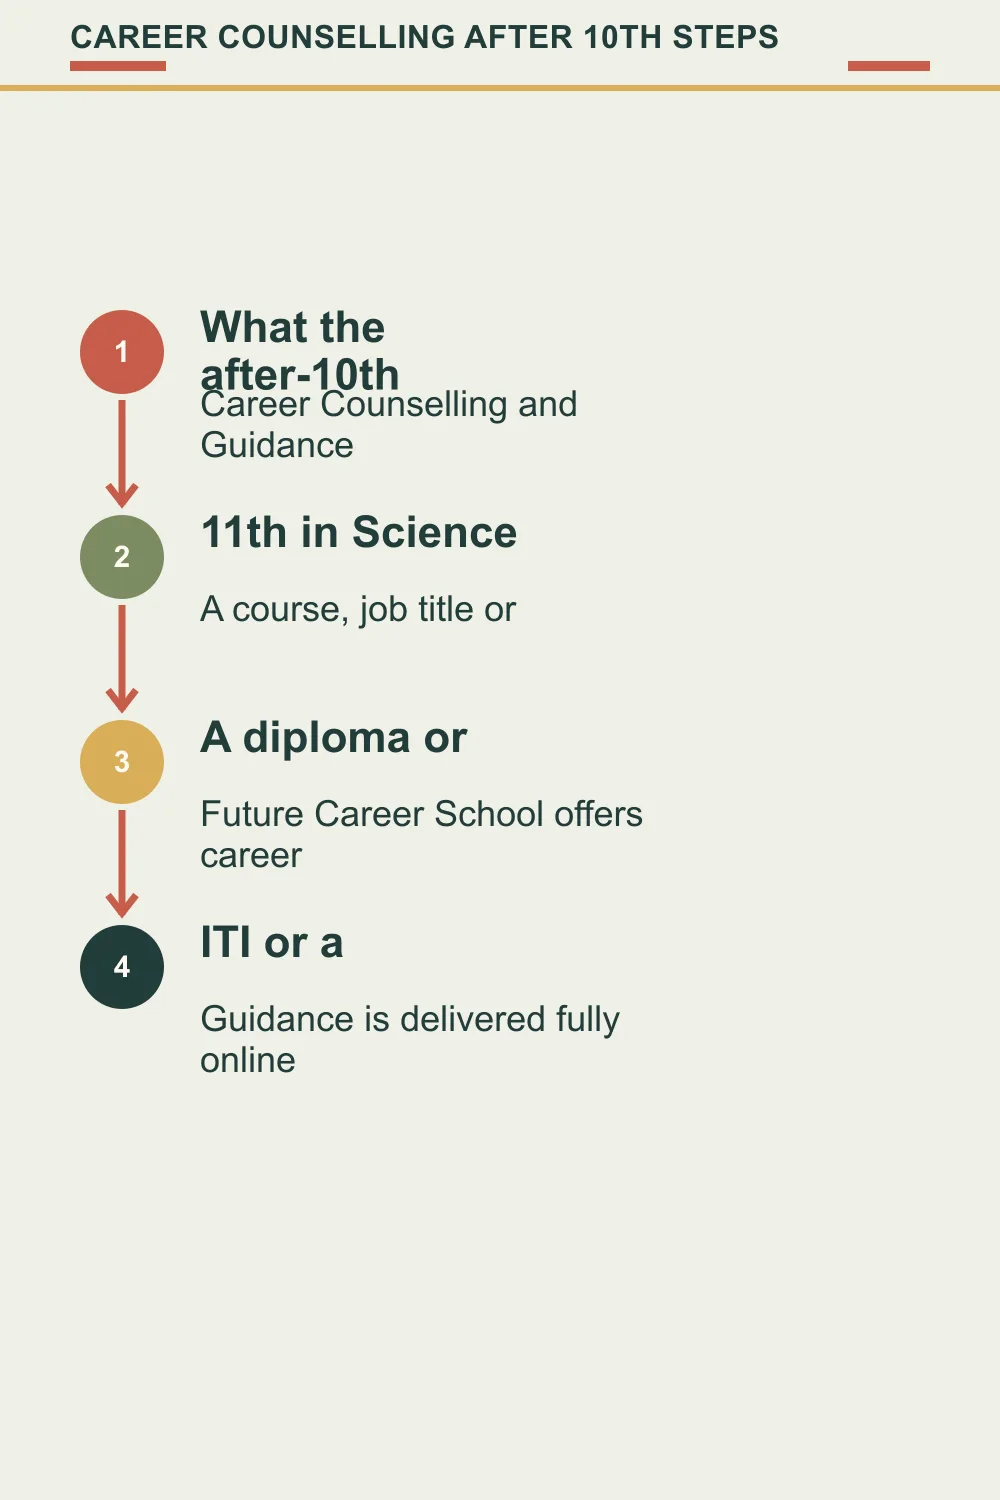 CAREER COUNSELLING AFTER 10TH STEPS
1
What the
after-10th
Career Counselling and
Guidance
2
11th in Science
A course, job title or
3
A diploma or
Future Career School offers
career
4
ITI or a
Guidance is delivered fully
online